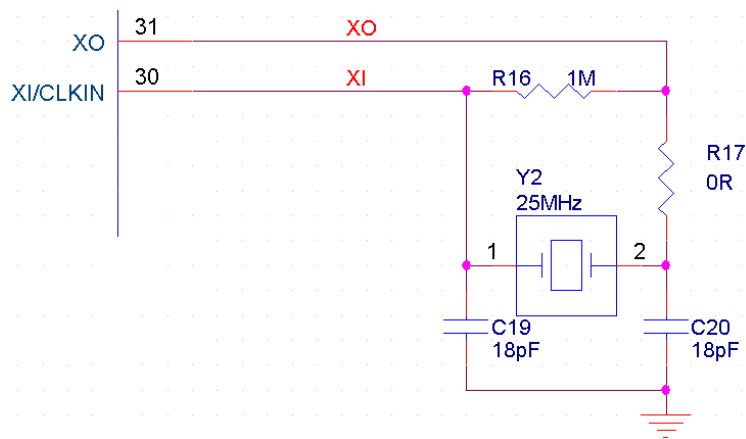 31
XO
XO
30
XI/CLKIN
XI
R16
1M
R17
0R
Y2
25MHz
1
2
C19
18pF
C20
18pF